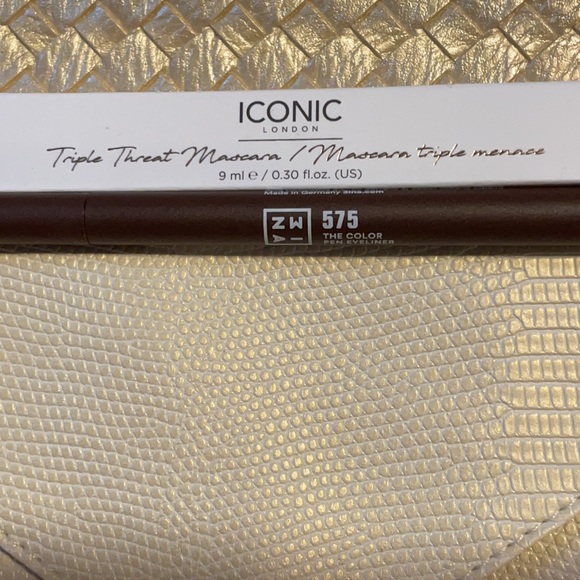 ICONIC
LONDON
Triple Threat Mascara / Mascara triple menace
9 ml e / 0.30 fl.oz. (US)
Made in Germany 3ina.com
3INA
575
THE COLOR
PEN EYELINER